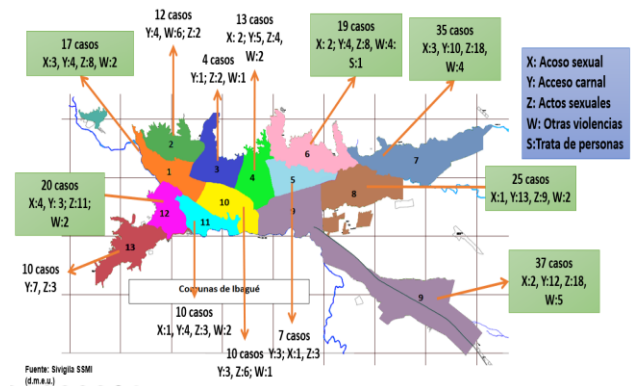 12 casos
Y:4, W:6; Z:2
13 casos
X: 2; Y:5, Z:4,
W:2
19 casos
X: 2; Y:4, Z:8, W:4:
S:1
35 casos
X:3, Y:10, Z:18,
W:4
17 casos
X:3, Y:4, Z:8, W:2
4 casos
Y:1; Z:2, W:1
X: Acoso sexual
Y: Acceso carnal
Z: Actos sexuales
W: Otras violencias
S:Trata de personas
2
1
3
4
6
5
7
8
9
10
11
12
13
9
20 casos
X:4, Y: 3; Z:11;
W:2
25 casos
X:1, Y:13, Z:9, W:2
37 casos
X:2, Y:12, Z:18,
W:5
10 casos
Y:7, Z:3
Comunas de Ibagué
10 casos
X:1, Y:4, Z:3, W:2
10 casos
Y:3, Z:6; W:1
7 casos
Y:3; X:1, Z:3
Fuente: Sivigila SSMI
(d.m.e.u.)